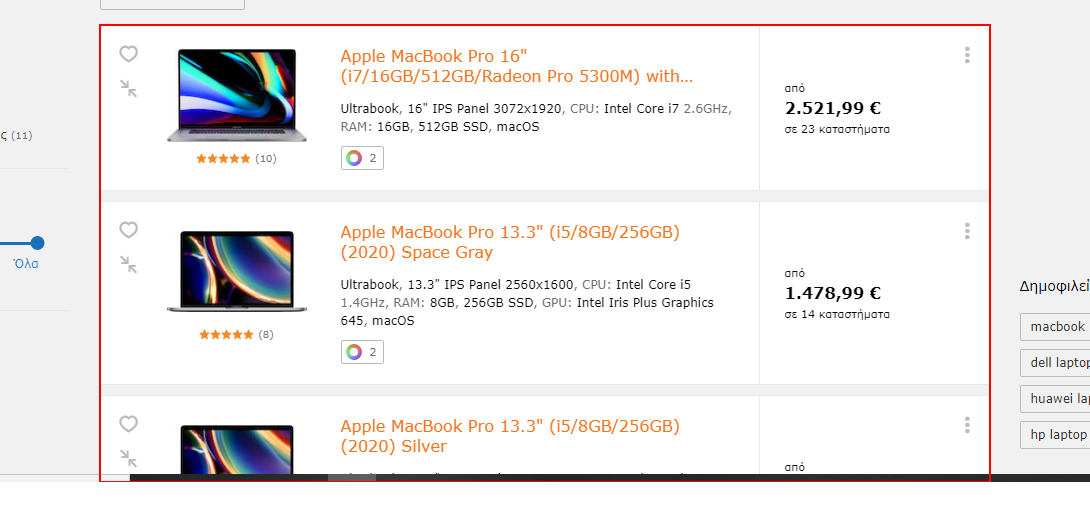 ς (11)
Όλα
Apple MacBook Pro 16"
(i7/16GB/512GB/Radeon Pro 5300M) with...
Ultrabook, 16" IPS Panel 3072x1920, CPU: Intel Core i7 2.6GHz,
RAM: 16GB, 512GB SSD, macOS
(10)
2
από
2.521,99 €
σε 23 καταστήματα
Apple MacBook Pro 13.3" (i5/8GB/256GB)
(2020) Space Gray
Ultrabook, 13.3" IPS Panel 2560x1600, CPU: Intel Core i5
1.4GHz, RAM: 8GB, 256GB SSD, GPU: Intel Iris Plus Graphics
645, macOS
(8)
2
από
1.478,99 €
σε 14 καταστήματα
Apple MacBook Pro 13.3" (i5/8GB/256GB)
(2020) Silver
από
Δημοφιλεί
macbook
dell laptop
huawei la
hp laptop